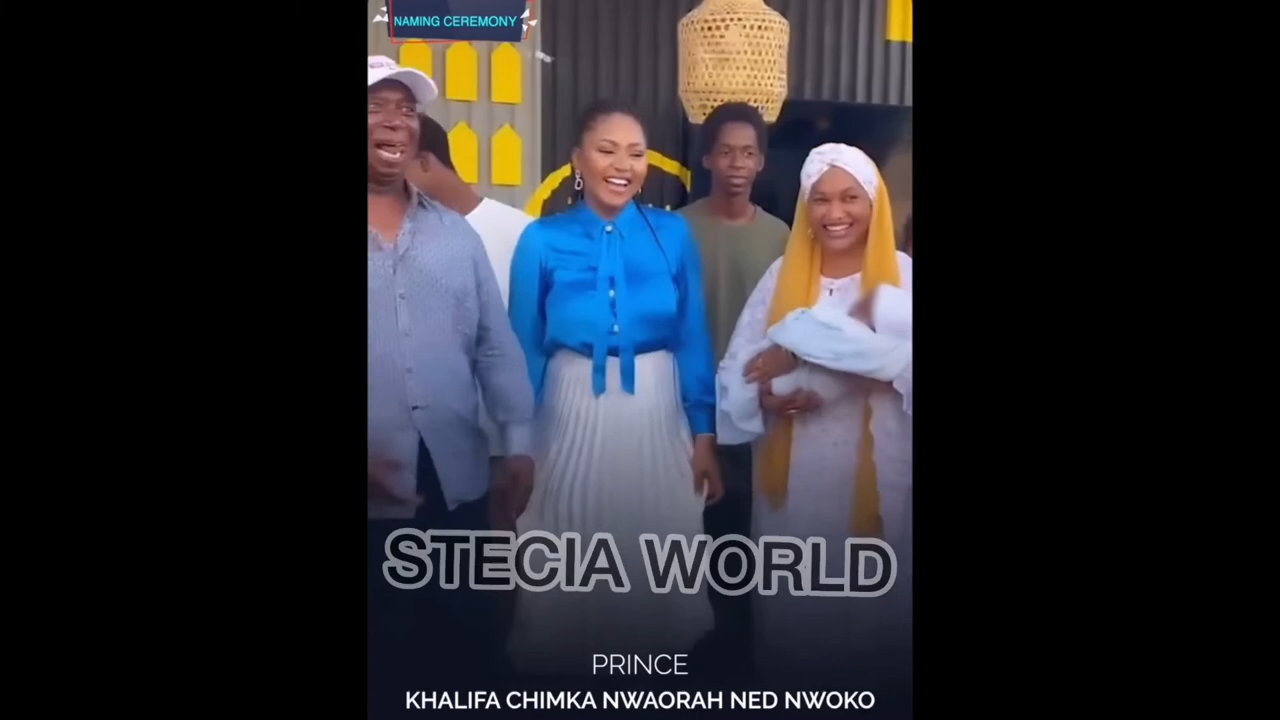 NAMING CEREMONY
STECIA WORLD
PRINCE
KHALIFA CHIMKA NWAORAH NED NWOKO